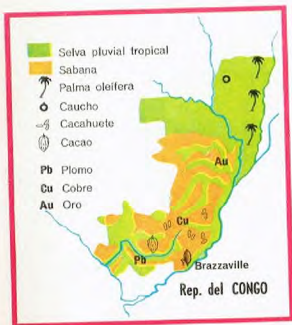 Selva pluvial tropical
Sabana
Palma oleífera
Caucho
Cacahuete
Cacao
Pb Plomo
Cu Cobre
Au Oro
Au
Cu
Pb
Brazzaville
Rep. del CONGO